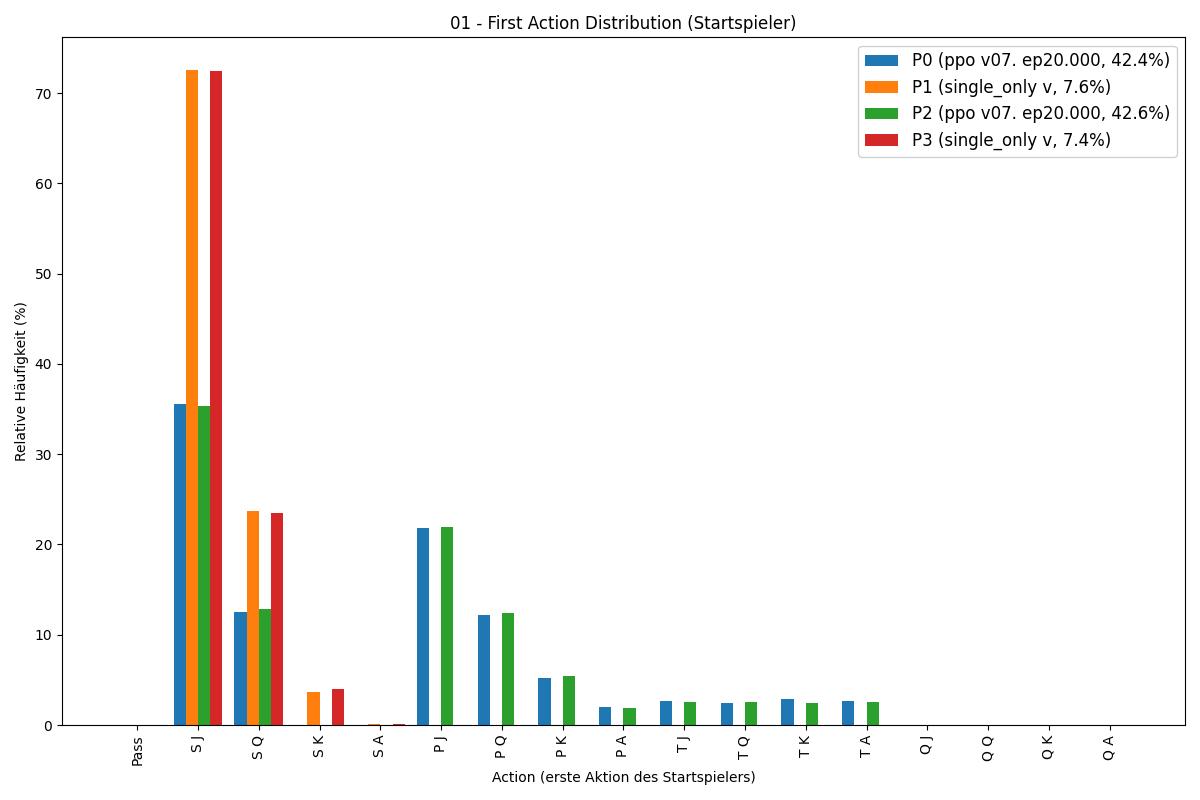 01 - First Action Distribution (Startspieler)
P0 (ppo v07. ep20.000, 42.4%)
P1 (single_only v, 7.6%)
P2 (ppo v07. ep20.000, 42.6%)
P3 (single_only v, 7.4%)
Relative Häufigkeit (%)
70
60
50
40
30
20
10
0
Pass
S J
S Q
S K
S A
P J
P Q
P K
P A
T J
T Q
T K
T A
Q J
Q Q
Q K
Q A
Action (erste Aktion des Startspielers)